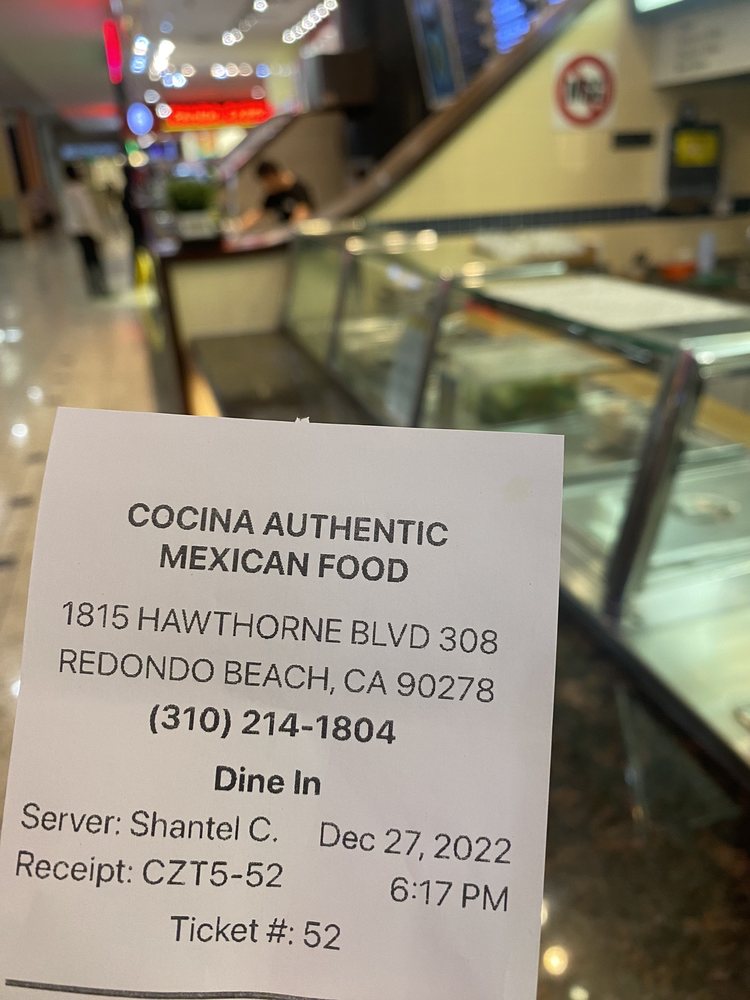 COCINA AUTHENTIC
MEXICAN FOOD
1815 HAWTHORNE BLVD 308
REDONDO BEACH, CA 90278
(310) 214-1804
Dine In
Server: Shantel C. Dec 27, 2022
Receipt: CZT5-52 6:17 PM
Ticket #: 52